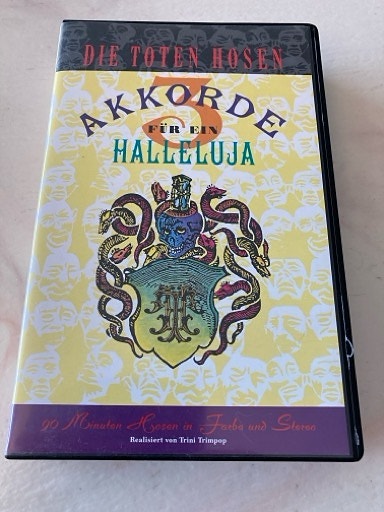 DIE TOTEN HOSEN
3
AKKORDE
FÜR EIN
HALLELUJA
90 Minuten Hosen in Farbe und Stereo
Realisiert von Trini Trimpop